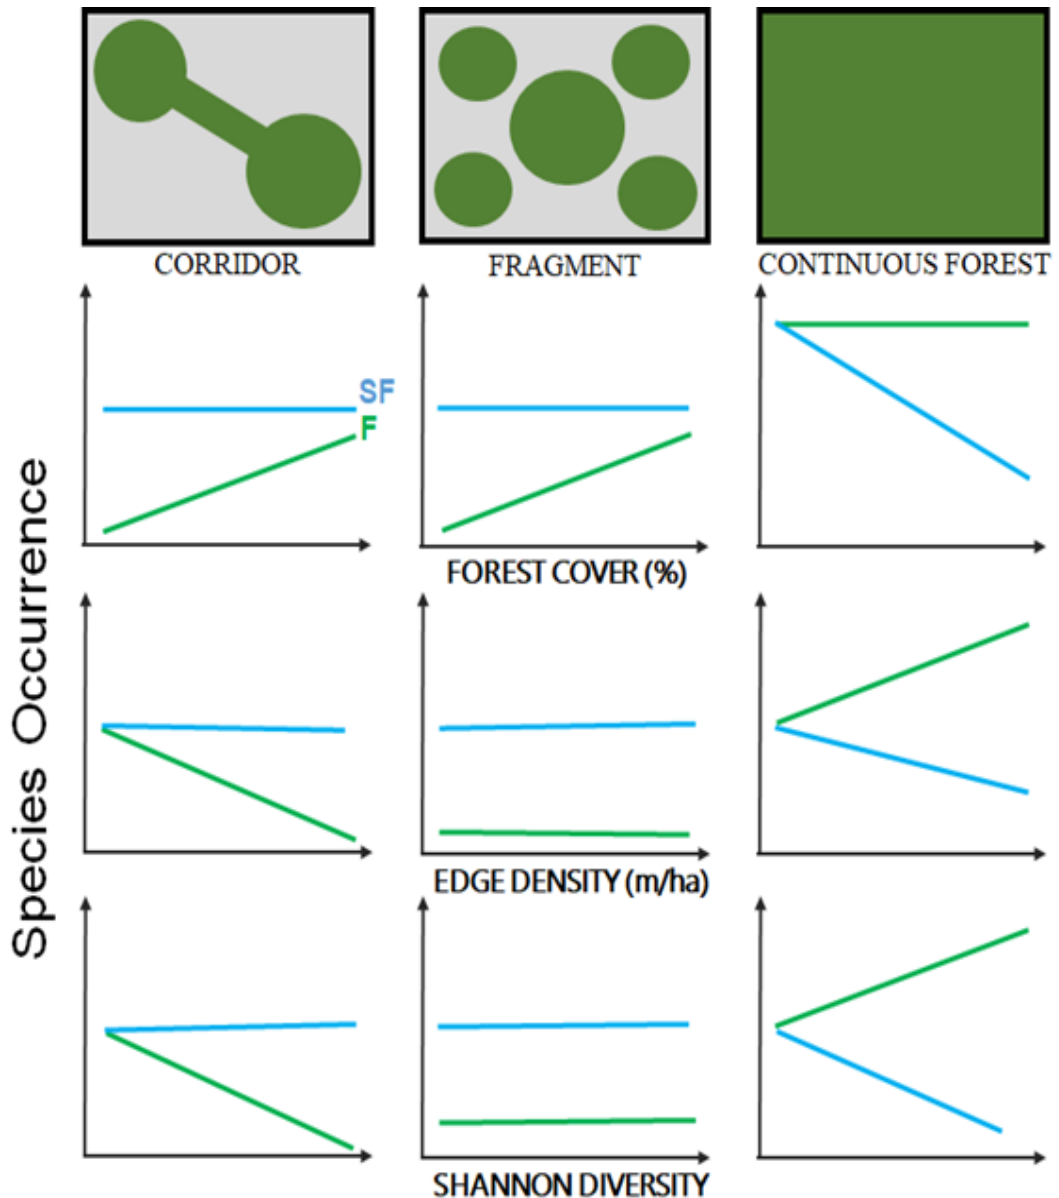 CORRIDOR
FRAGMENT
CONTINUOUS FOREST
SF
F
Species Occurrence
FOREST COVER (%)
EDGE DENSITY (m/ha)
SHANNON DIVERSITY